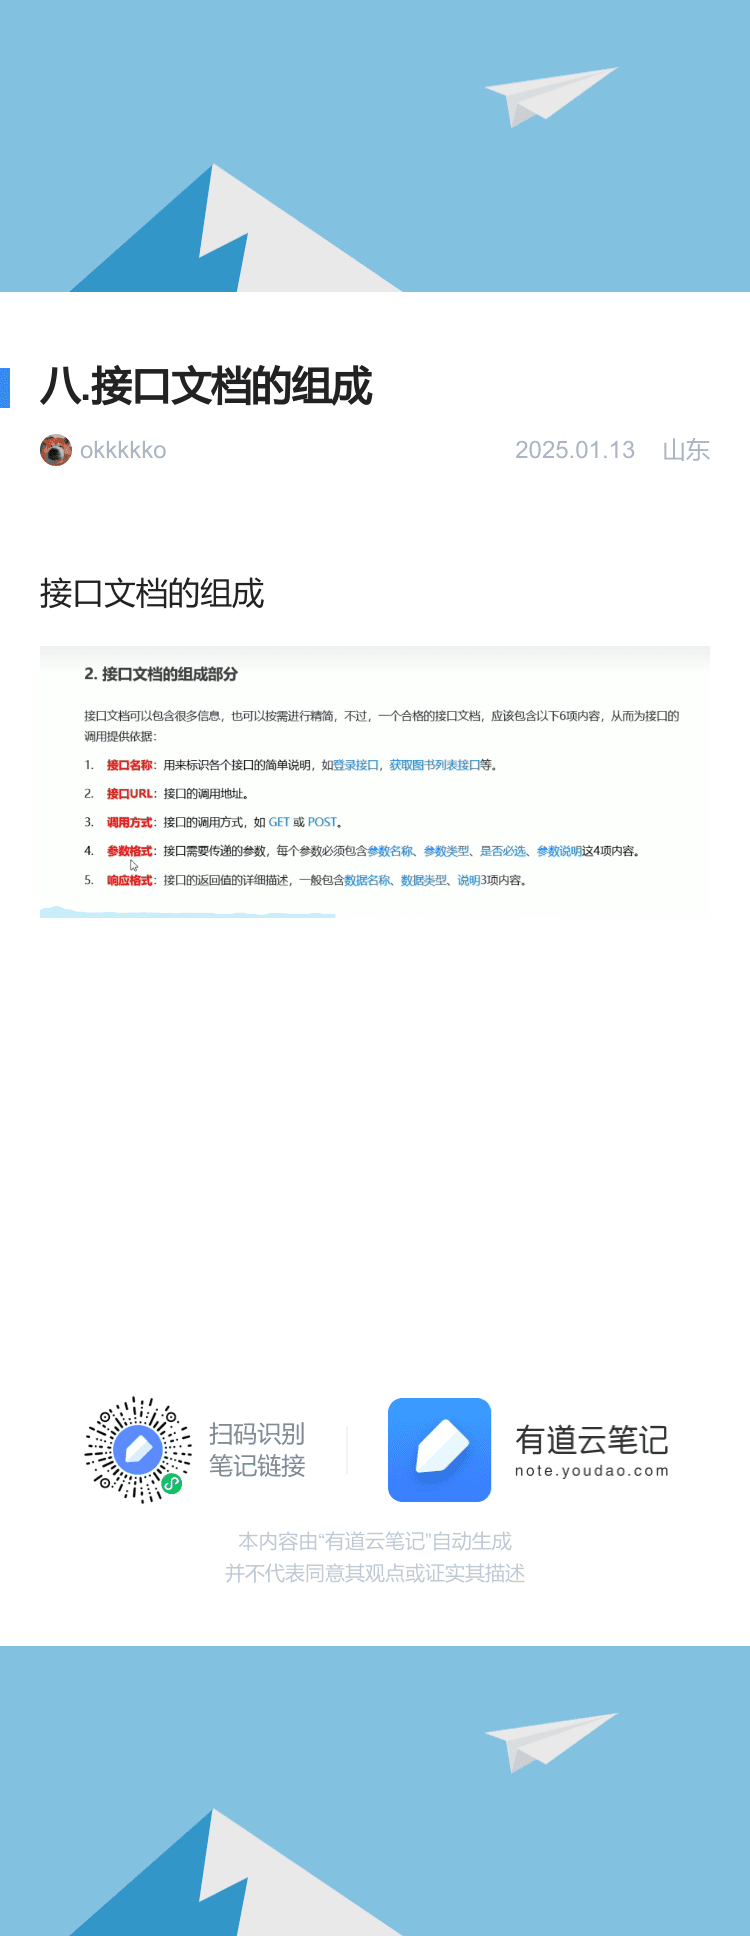 八.接口文档的组成
okkkkko 2025.01.13 山东
接口文档的组成
2. 接口文档的组成部分
接口文档可以包含很多信息，也可以按需进行精简，不过，一个合格的接口文档，应该包含以下6项内容，从而为接口的
调用提供依据：
1. 接口名称：用来标识各个接口的简单说明，如登录接口，获取图书列表接口等。
2. 接口URL：接口的调用地址。
3. 调用方式：接口的调用方式，如 GET 或 POST。
4. 参数格式：接口需要传递的参数，每个参数必须包含参数名称、参数类型、是否必选、参数说明这4项内容。
5. 响应格式：接口的返回值的详细描述，一般包含数据名称、数据类型、说明3项内容。
扫码识别
笔记链接
有道云笔记
note.youdao.com
本内容由“有道云笔记”自动生成
并不代表同意其观点或证实其描述